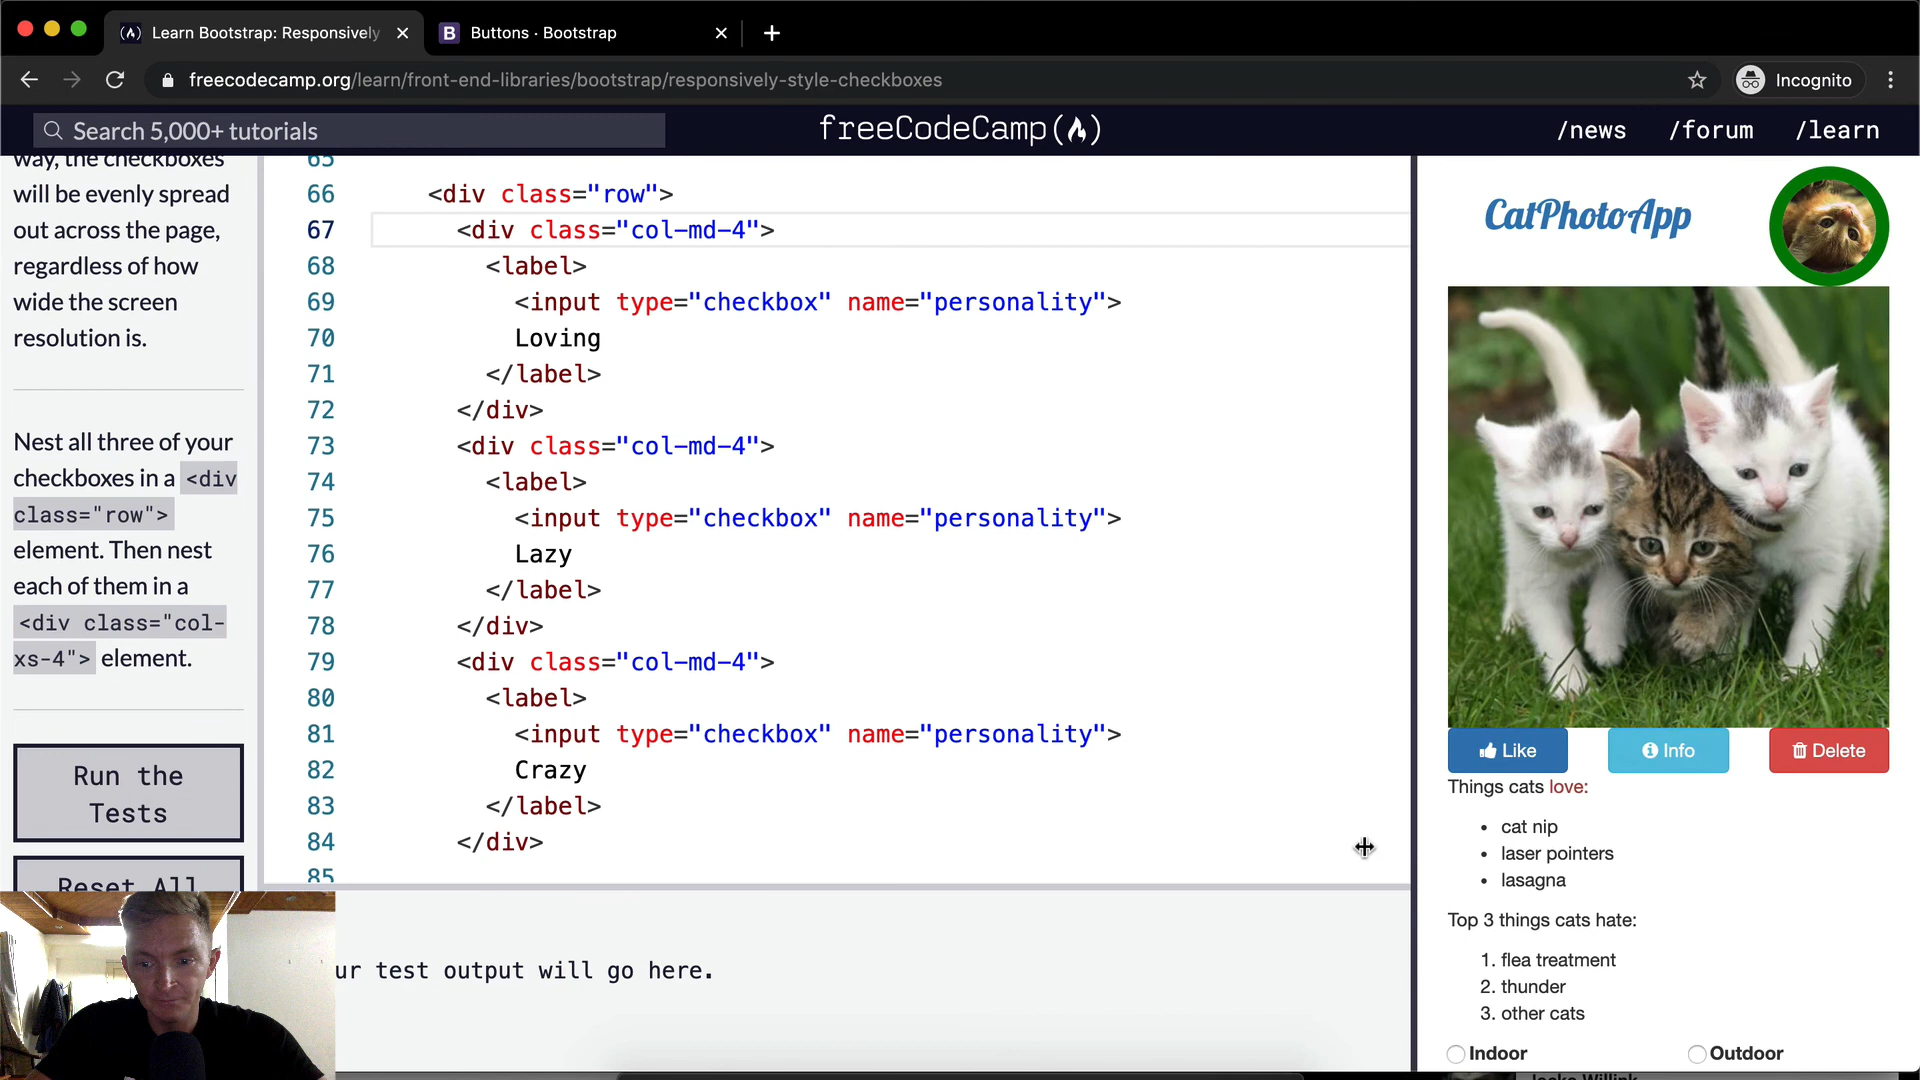 Learn Bootstrap: Responsively
Buttons · Bootstrap
freecodecamp.org/learn/front-end-libraries/bootstrap/responsively-style-checkboxes
Incognito
Search 5,000+ tutorials
freeCodeCamp
/news
/forum
/learn
way, the checkboxes
will be evenly spread
out across the page,
regardless of how
wide the screen
resolution is.
Nest all three of your
checkboxes in a <div
class="row">
element. Then nest
each of them in a
<div class="col-
xs-4"> element.
Run the
Tests
Reset All
65
66 <div class="row">
67 <div class="col-md-4">
68 <label>
69 <input type="checkbox" name="personality">
70 Loving
71 </label>
72 </div>
73 <div class="col-md-4">
74 <label>
75 <input type="checkbox" name="personality">
76 Lazy
77 </label>
78 </div>
79 <div class="col-md-4">
80 <label>
81 <input type="checkbox" name="personality">
82 Crazy
83 </label>
84 </div>
85
ur test output will go here.
CatPhotoApp
Like
Info
Delete
Things cats love:
• cat nip
• laser pointers
• lasagna
Top 3 things cats hate:
1. flea treatment
2. thunder
3. other cats
Indoor
Outdoor